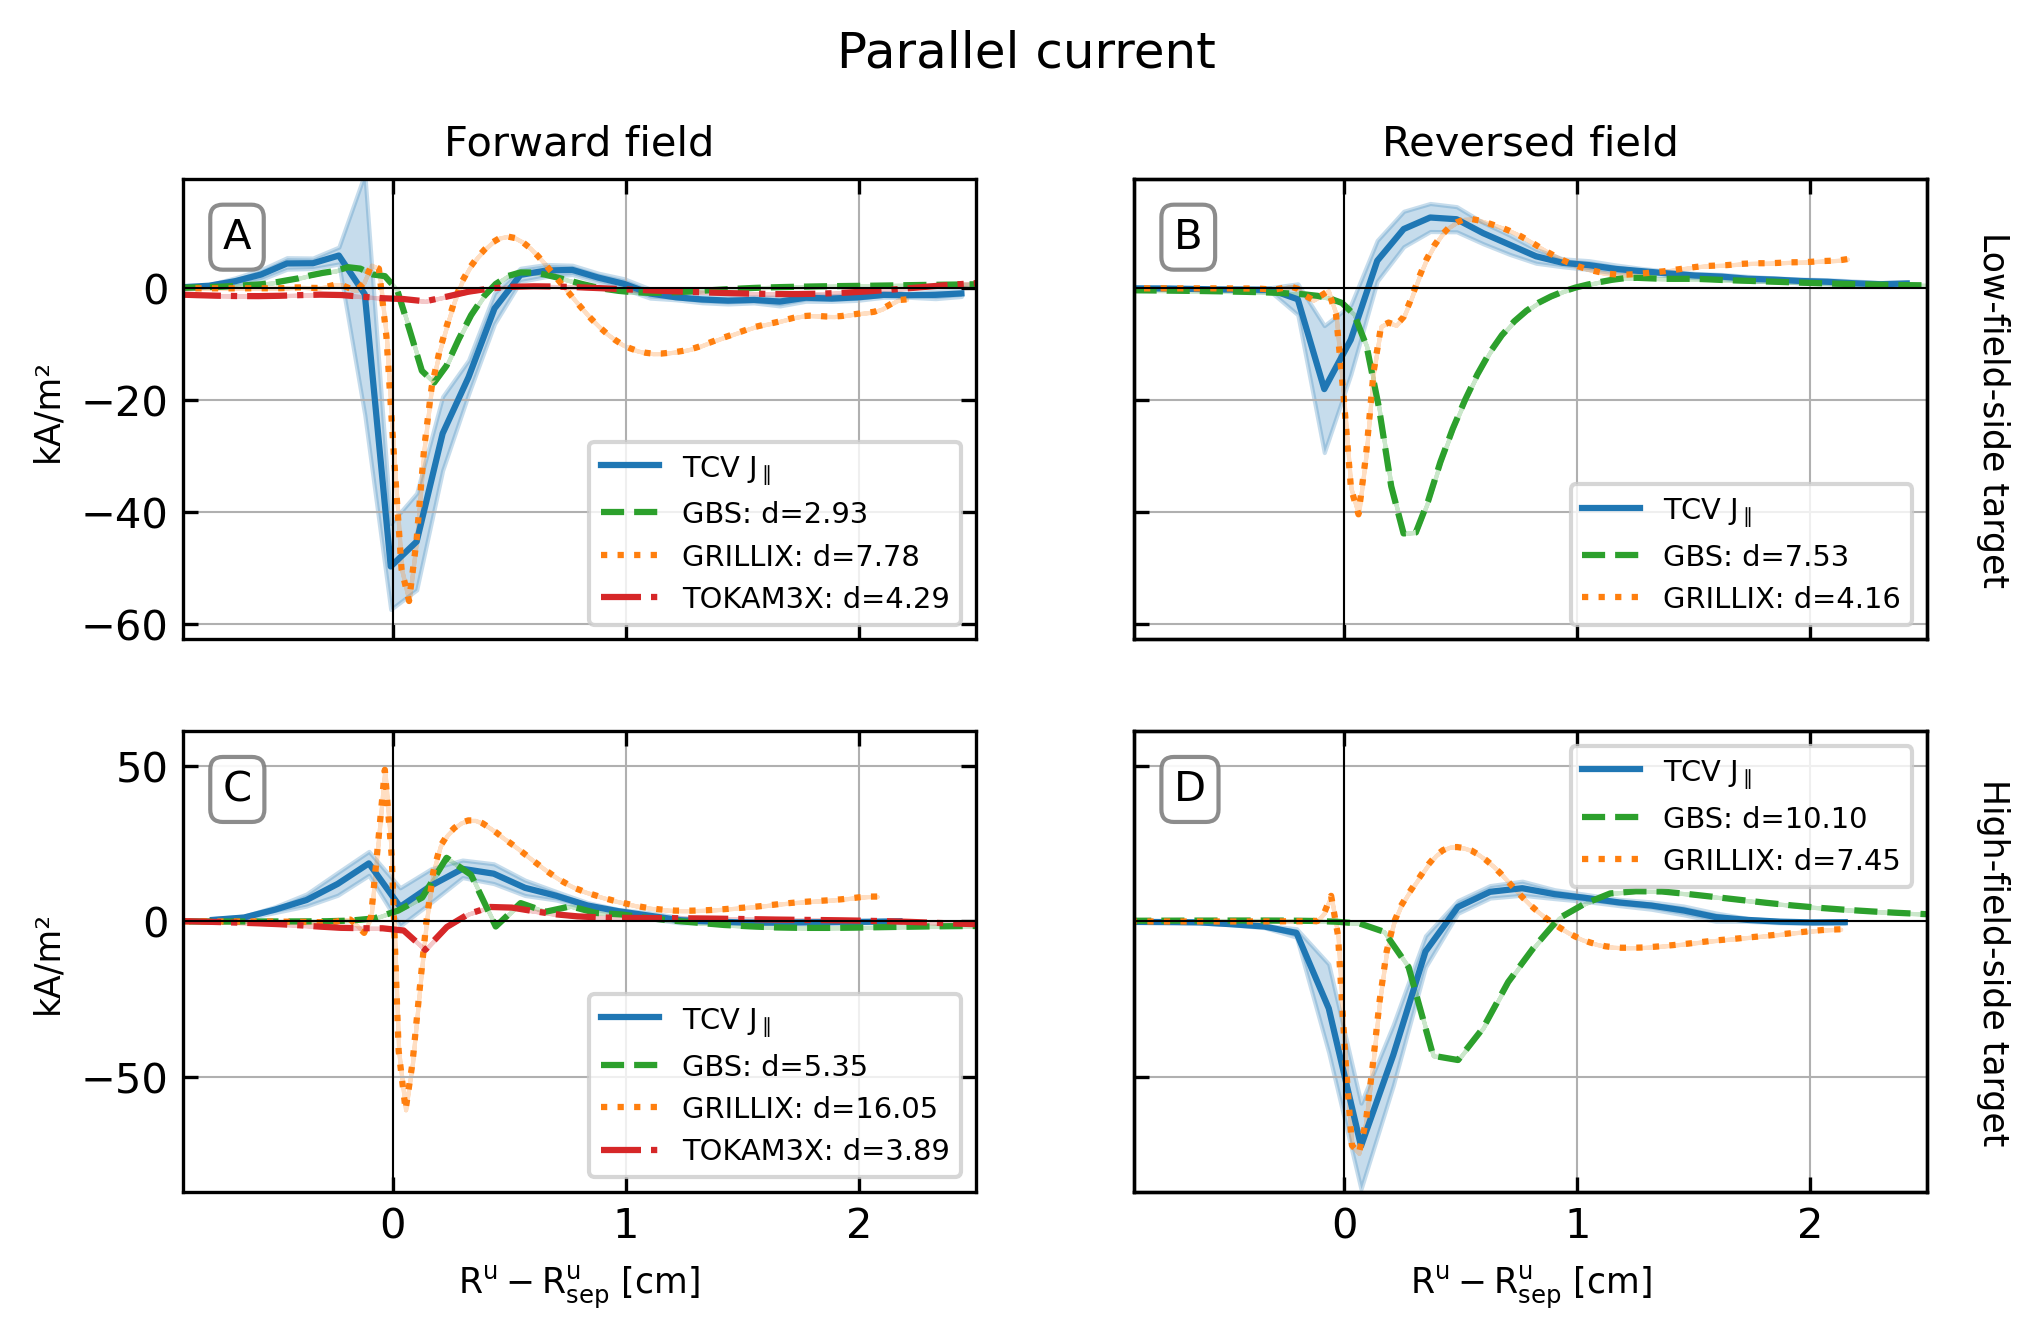 Parallel current
Forward field
Reversed field
A
B
0
−20
−40
−60
kA/m²
TCV J∥
GBS: d=2.93
GRILLIX: d=7.78
TOKAM3X: d=4.29
TCV J∥
GBS: d=7.53
GRILLIX: d=4.16
Low-field-side target
C
D
50
0
−50
kA/m²
TCV J∥
GBS: d=5.35
GRILLIX: d=16.05
TOKAM3X: d=3.89
TCV J∥
GBS: d=10.10
GRILLIX: d=7.45
High-field-side target
0 1 2
0 1 2
Rᵘ − Rᵘsep [cm]
Rᵘ − Rᵘsep [cm]